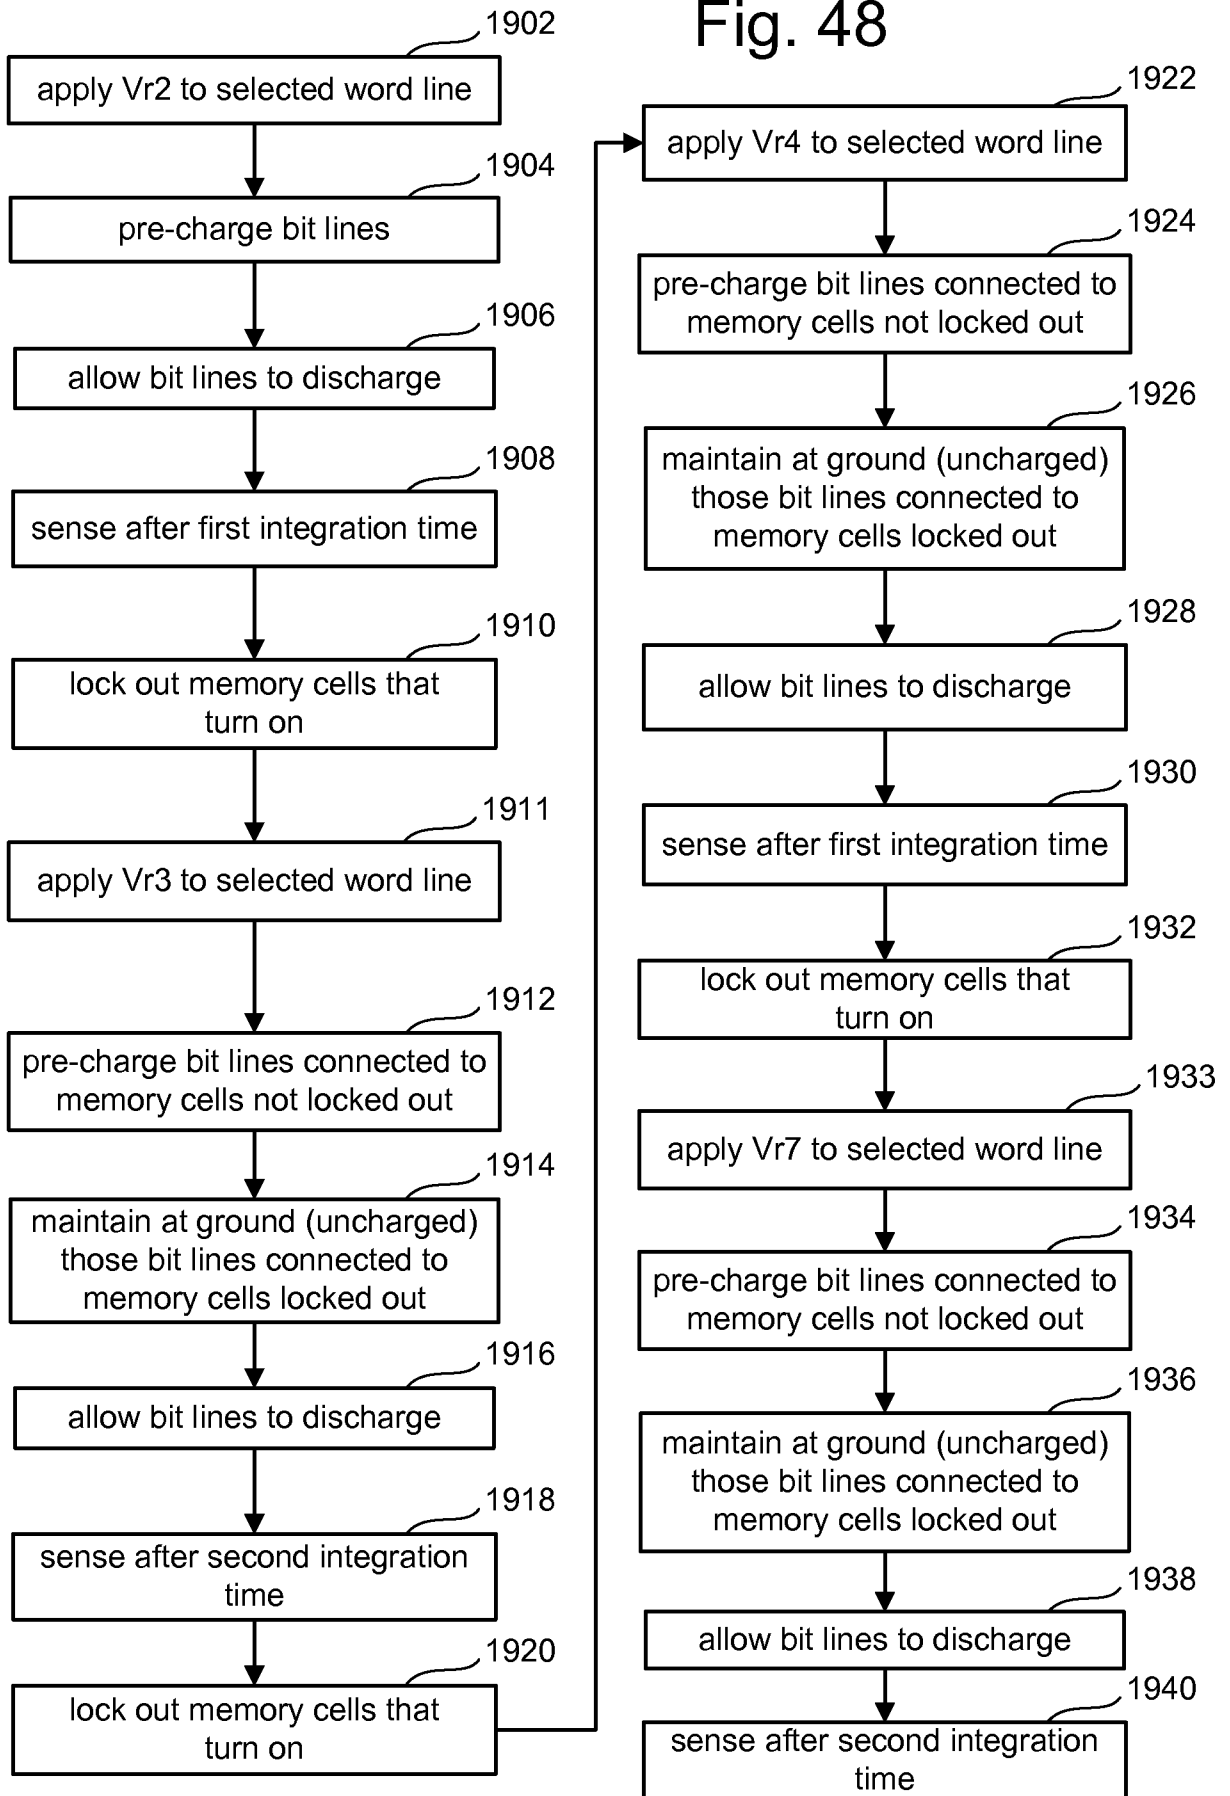 Fig. 48
1902
apply Vr2 to selected word line
1904
pre-charge bit lines
1906
allow bit lines to discharge
1908
sense after first integration time
1910
lock out memory cells that
turn on
1911
apply Vr3 to selected word line
1912
pre-charge bit lines connected to
memory cells not locked out
1914
maintain at ground (uncharged)
those bit lines connected to
memory cells locked out
1916
allow bit lines to discharge
1918
sense after second integration
time
1920
lock out memory cells that
turn on
1922
apply Vr4 to selected word line
1924
pre-charge bit lines connected to
memory cells not locked out
1926
maintain at ground (uncharged)
those bit lines connected to
memory cells locked out
1928
allow bit lines to discharge
1930
sense after first integration time
1932
lock out memory cells that
turn on
1933
apply Vr7 to selected word line
1934
pre-charge bit lines connected to
memory cells not locked out
1936
maintain at ground (uncharged)
those bit lines connected to
memory cells locked out
1938
allow bit lines to discharge
1940
sense after second integration
time